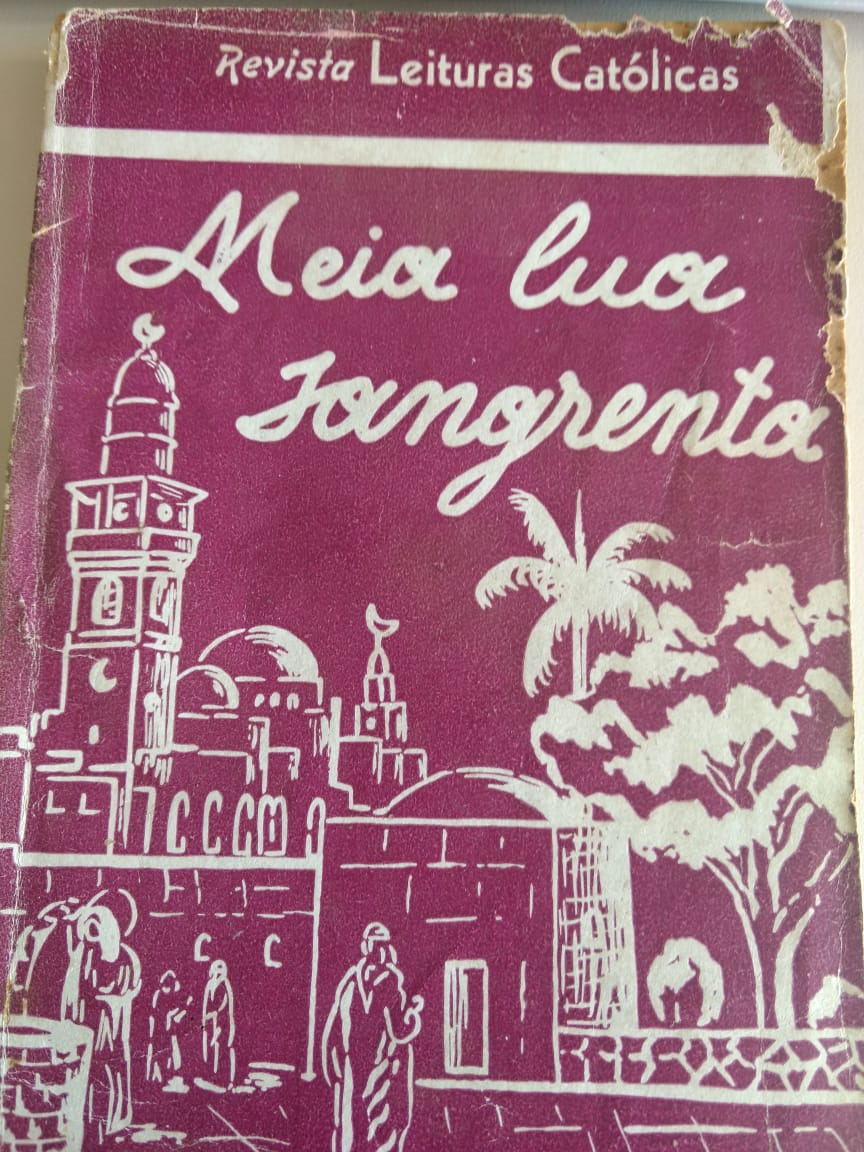 Revista Leituras Católicas
Meia lua
sangrenta